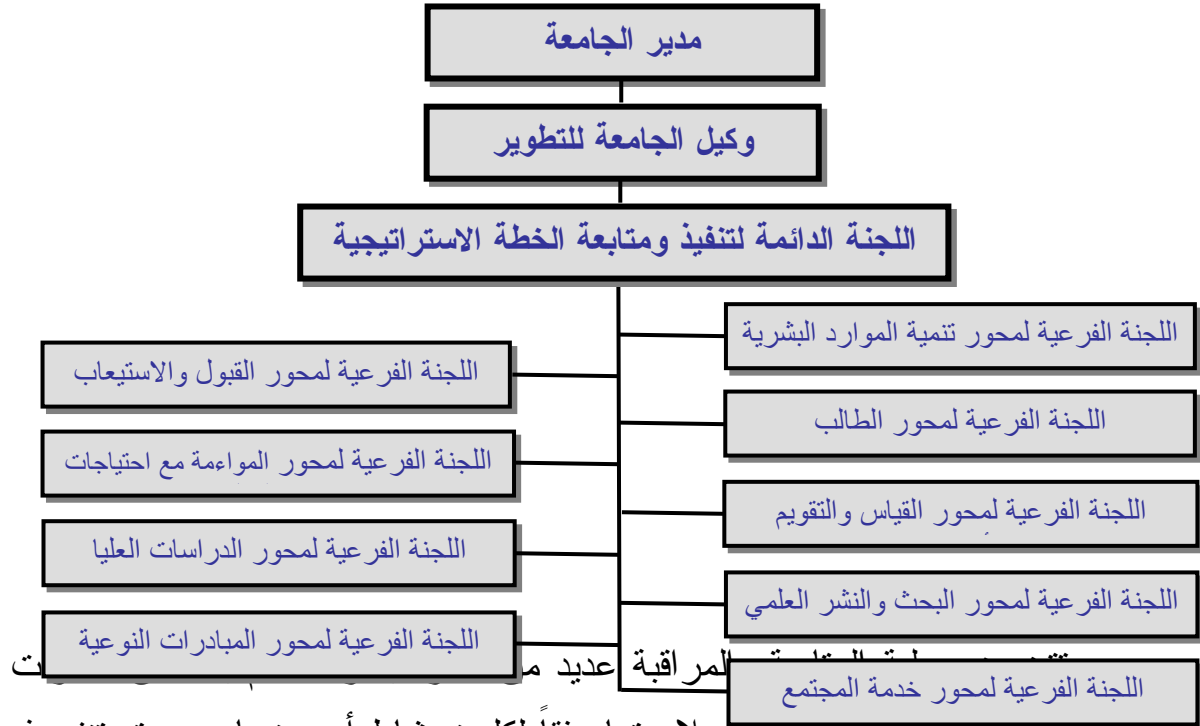 مدير الجامعة
وكيل الجامعة للتطوير
اللجنة الدائمة لتنفيذ ومتابعة الخطة الاستراتيجية
اللجنة الفرعية لمحور تنمية الموارد البشرية
اللجنة الفرعية لمحور القبول والاستيعاب
اللجنة الفرعية لمحور الطالب
اللجنة الفرعية لمحور المواءمة مع احتياجات
اللجنة الفرعية لمحور القياس والتقويم
اللجنة الفرعية لمحور الدراسات العليا
اللجنة الفرعية لمحور البحث والنشر العلمي
اللجنة الفرعية لمحور المبادرات النوعية
اللجنة الفرعية لمحور خدمة المجتمع
عديد